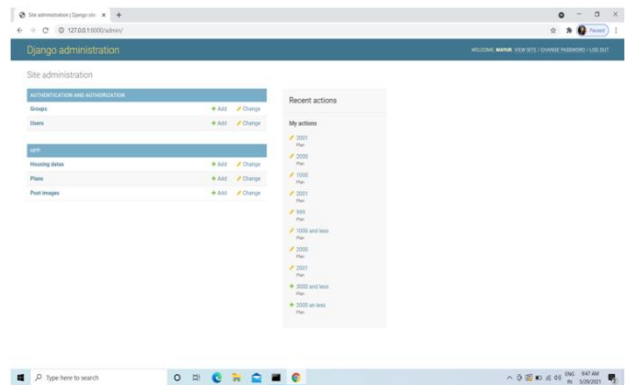 Site administration | Django site
127.0.0.1:8000/admin/
Paused
Django administration
WELCOME, MAYUR. VIEW SITE / CHANGE PASSWORD / LOG OUT
Site administration
AUTHENTICATION AND AUTHORIZATION
Groups + Add Change
Users + Add Change
HPP
Housing datas + Add Change
Plans + Add Change
Post images + Add Change
Recent actions
My actions
2001
Plan
2000
Plan
1000
Plan
2001
Plan
999
Plan
1000 and less
Plan
2000
Plan
2001
Plan
+ 3000 and less
Plan
+ 2000 an less
Plan
Type here to search
ENG 9:47 AM
IN 5/29/2021